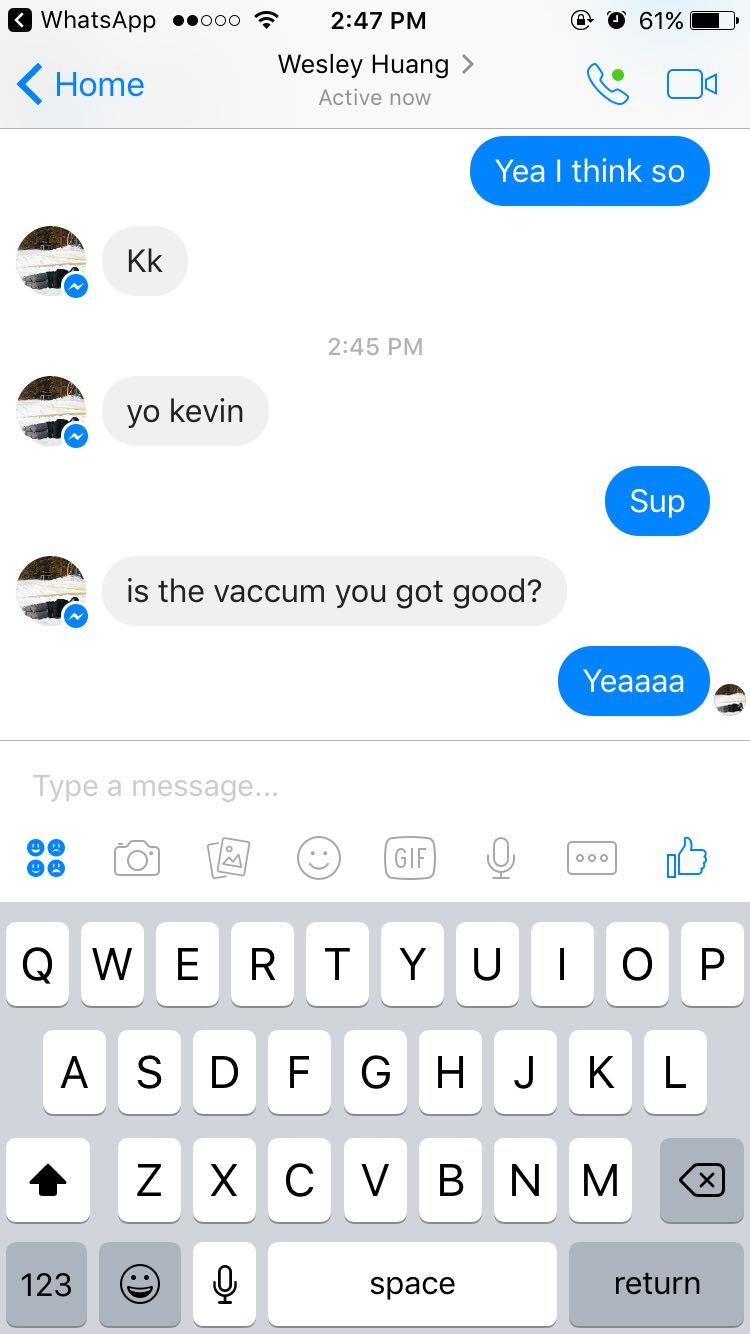 WhatsApp 2:47 PM 61%
Home Wesley Huang
Active now
Yea I think so
Kk
2:45 PM
yo kevin
Sup
is the vaccum you got good?
Yeaaaa
Type a message...
GIF
Q W E R T Y U I O P
A S D F G H J K L
Z X C V B N M
123 space return